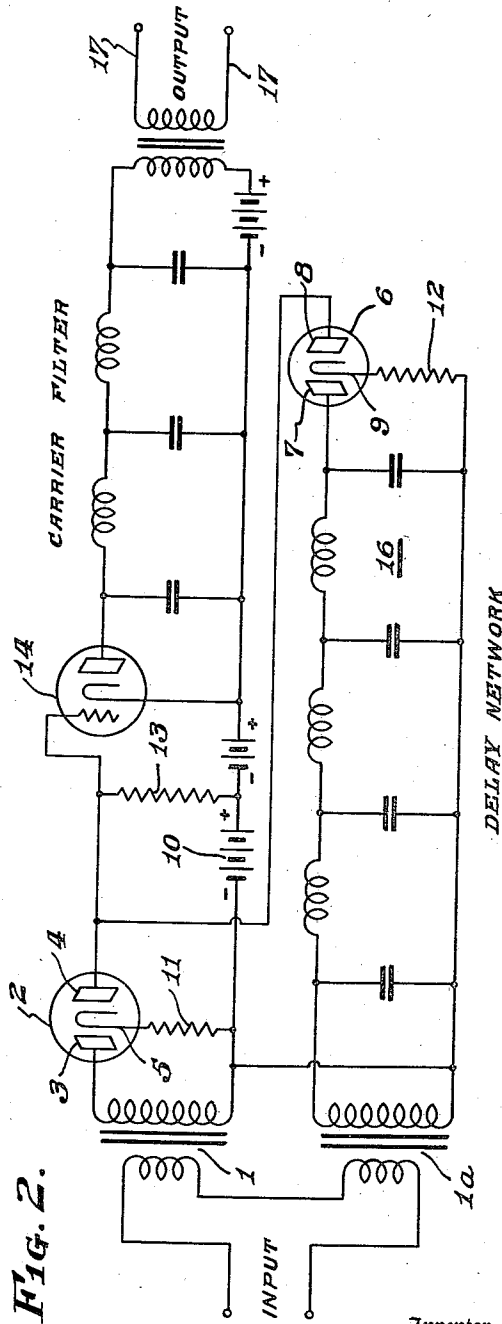 Fig. 2.
INPUT
1
1a
2
3
4
5
11
10
- +
13
- +
14
CARRIER FILTER
- +
OUTPUT
17
17
DELAY NETWORK
16
6
7
8
9
12
Inventor